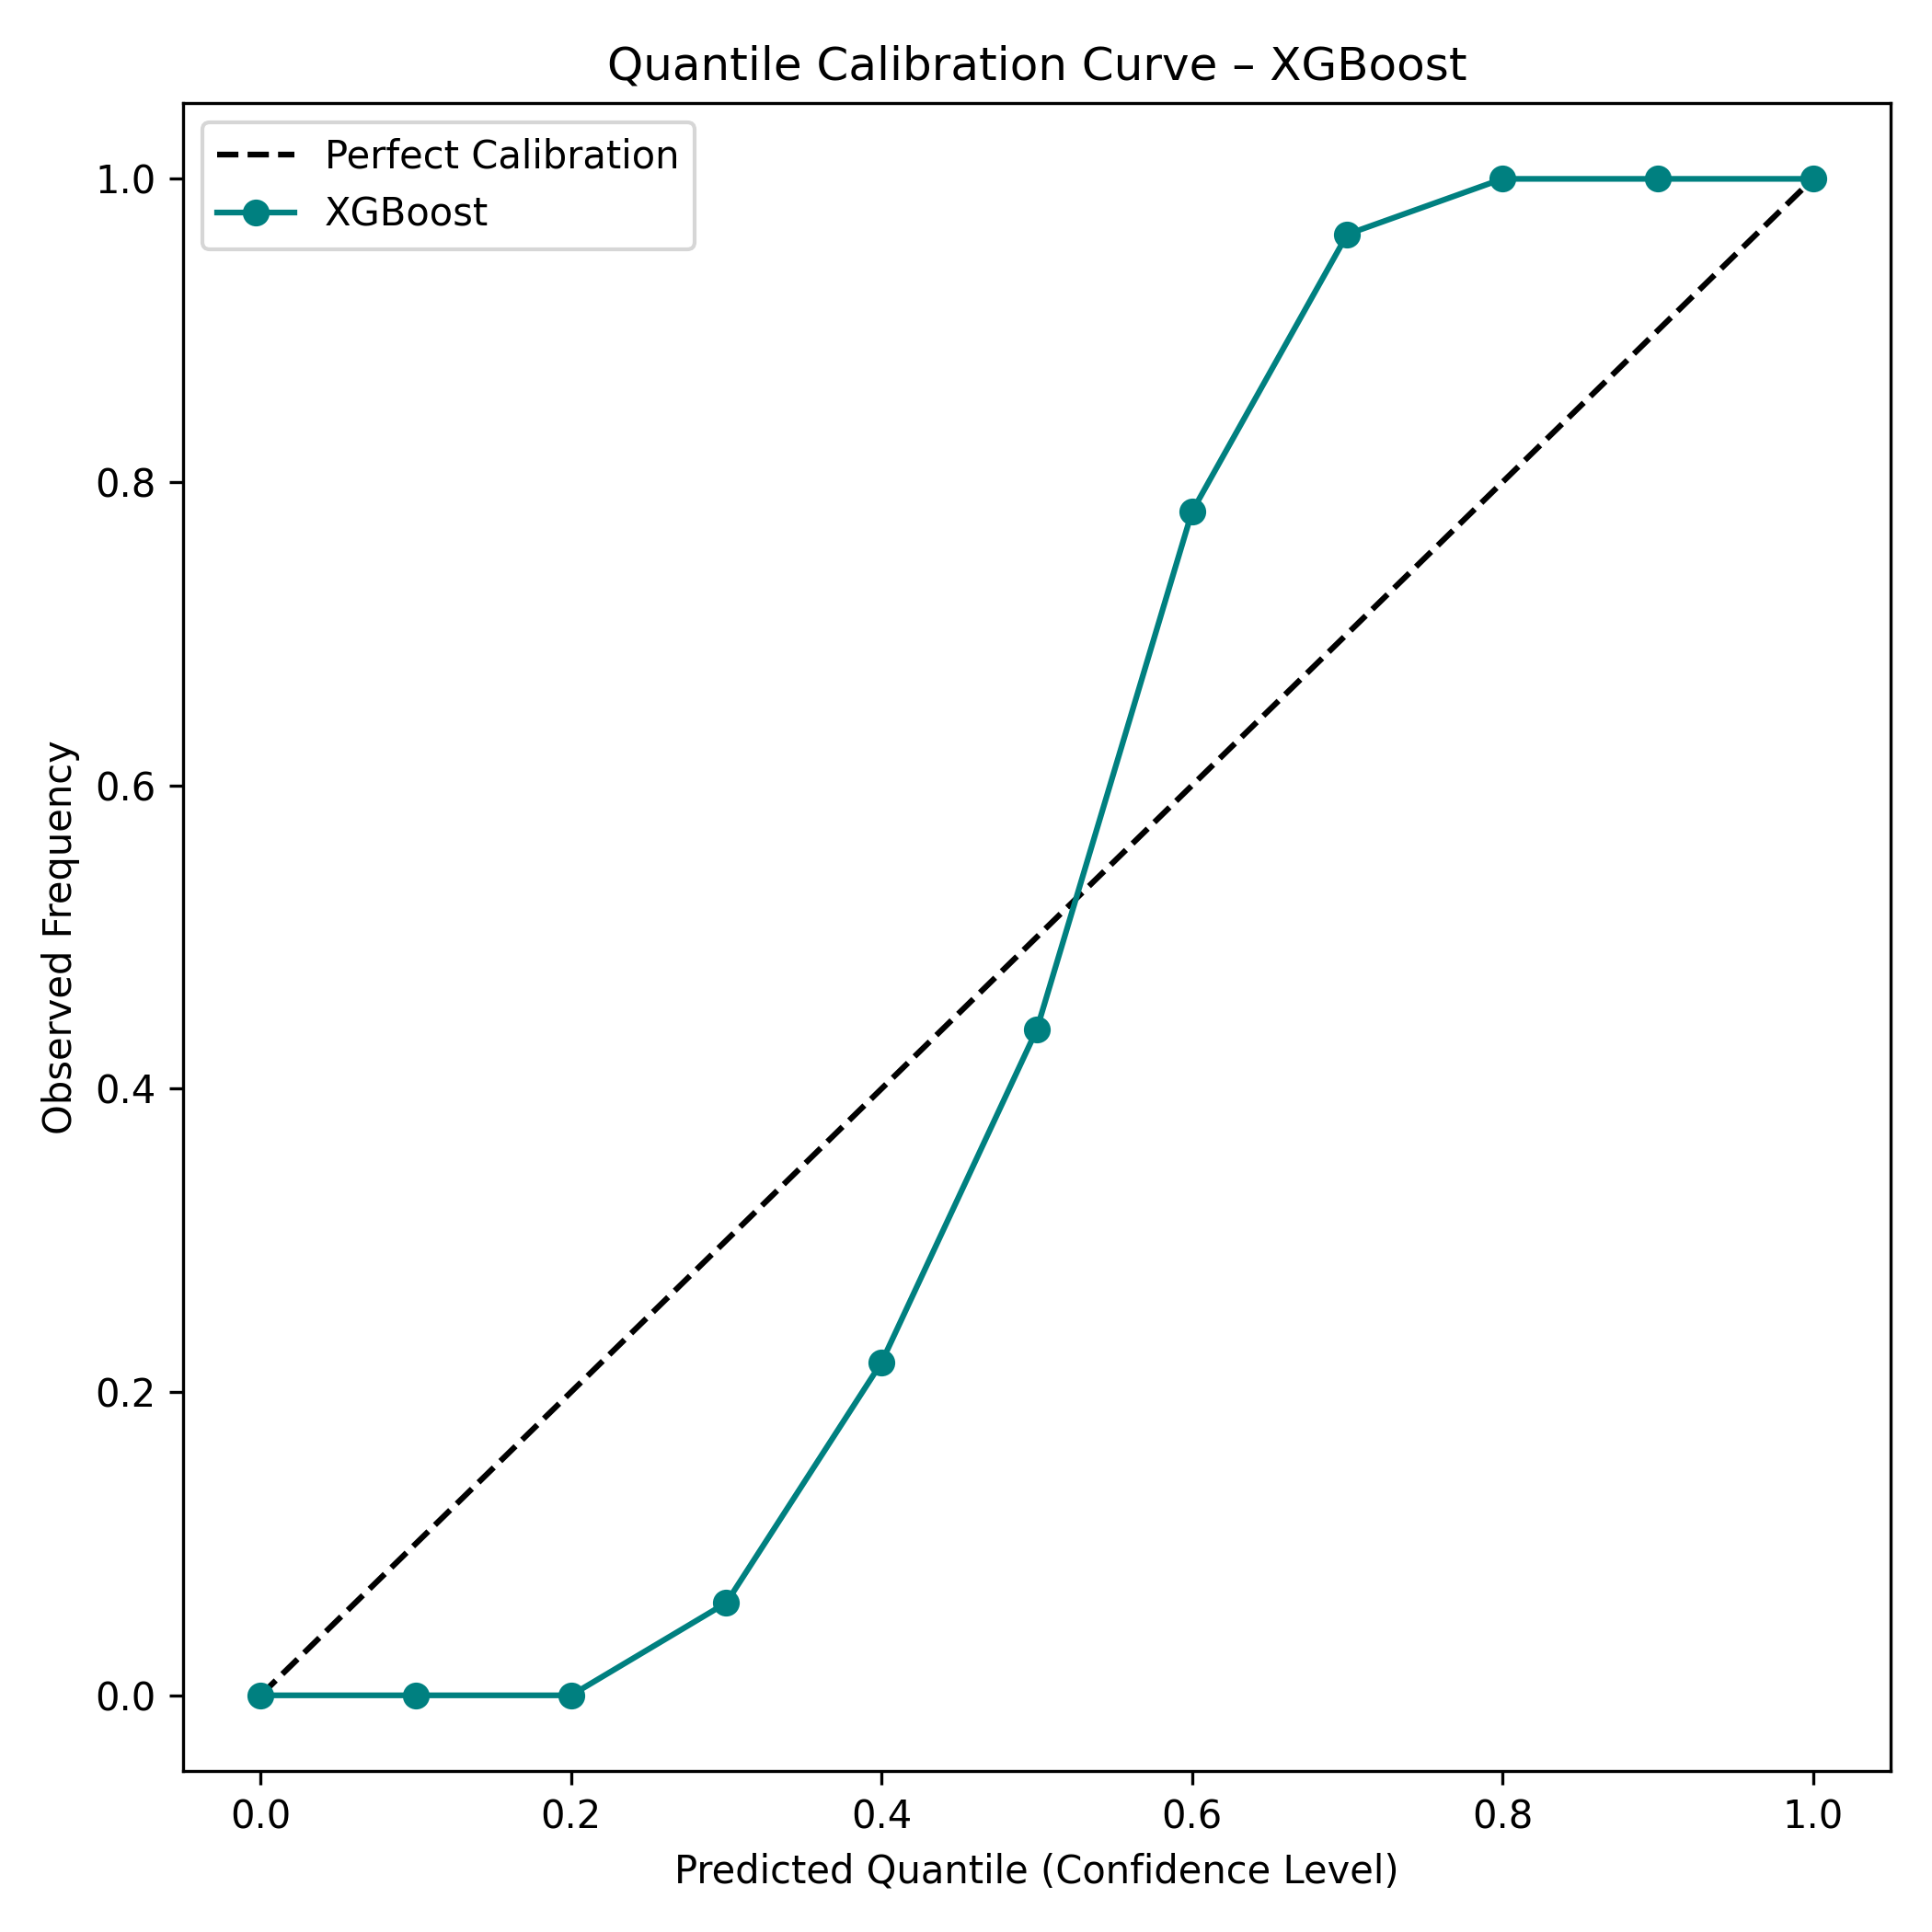 Quantile Calibration Curve – XGBoost
Perfect Calibration
XGBoost
1.0
0.8
0.6
0.4
0.2
0.0
Observed Frequency
0.0 0.2 0.4 0.6 0.8 1.0
Predicted Quantile (Confidence Level)